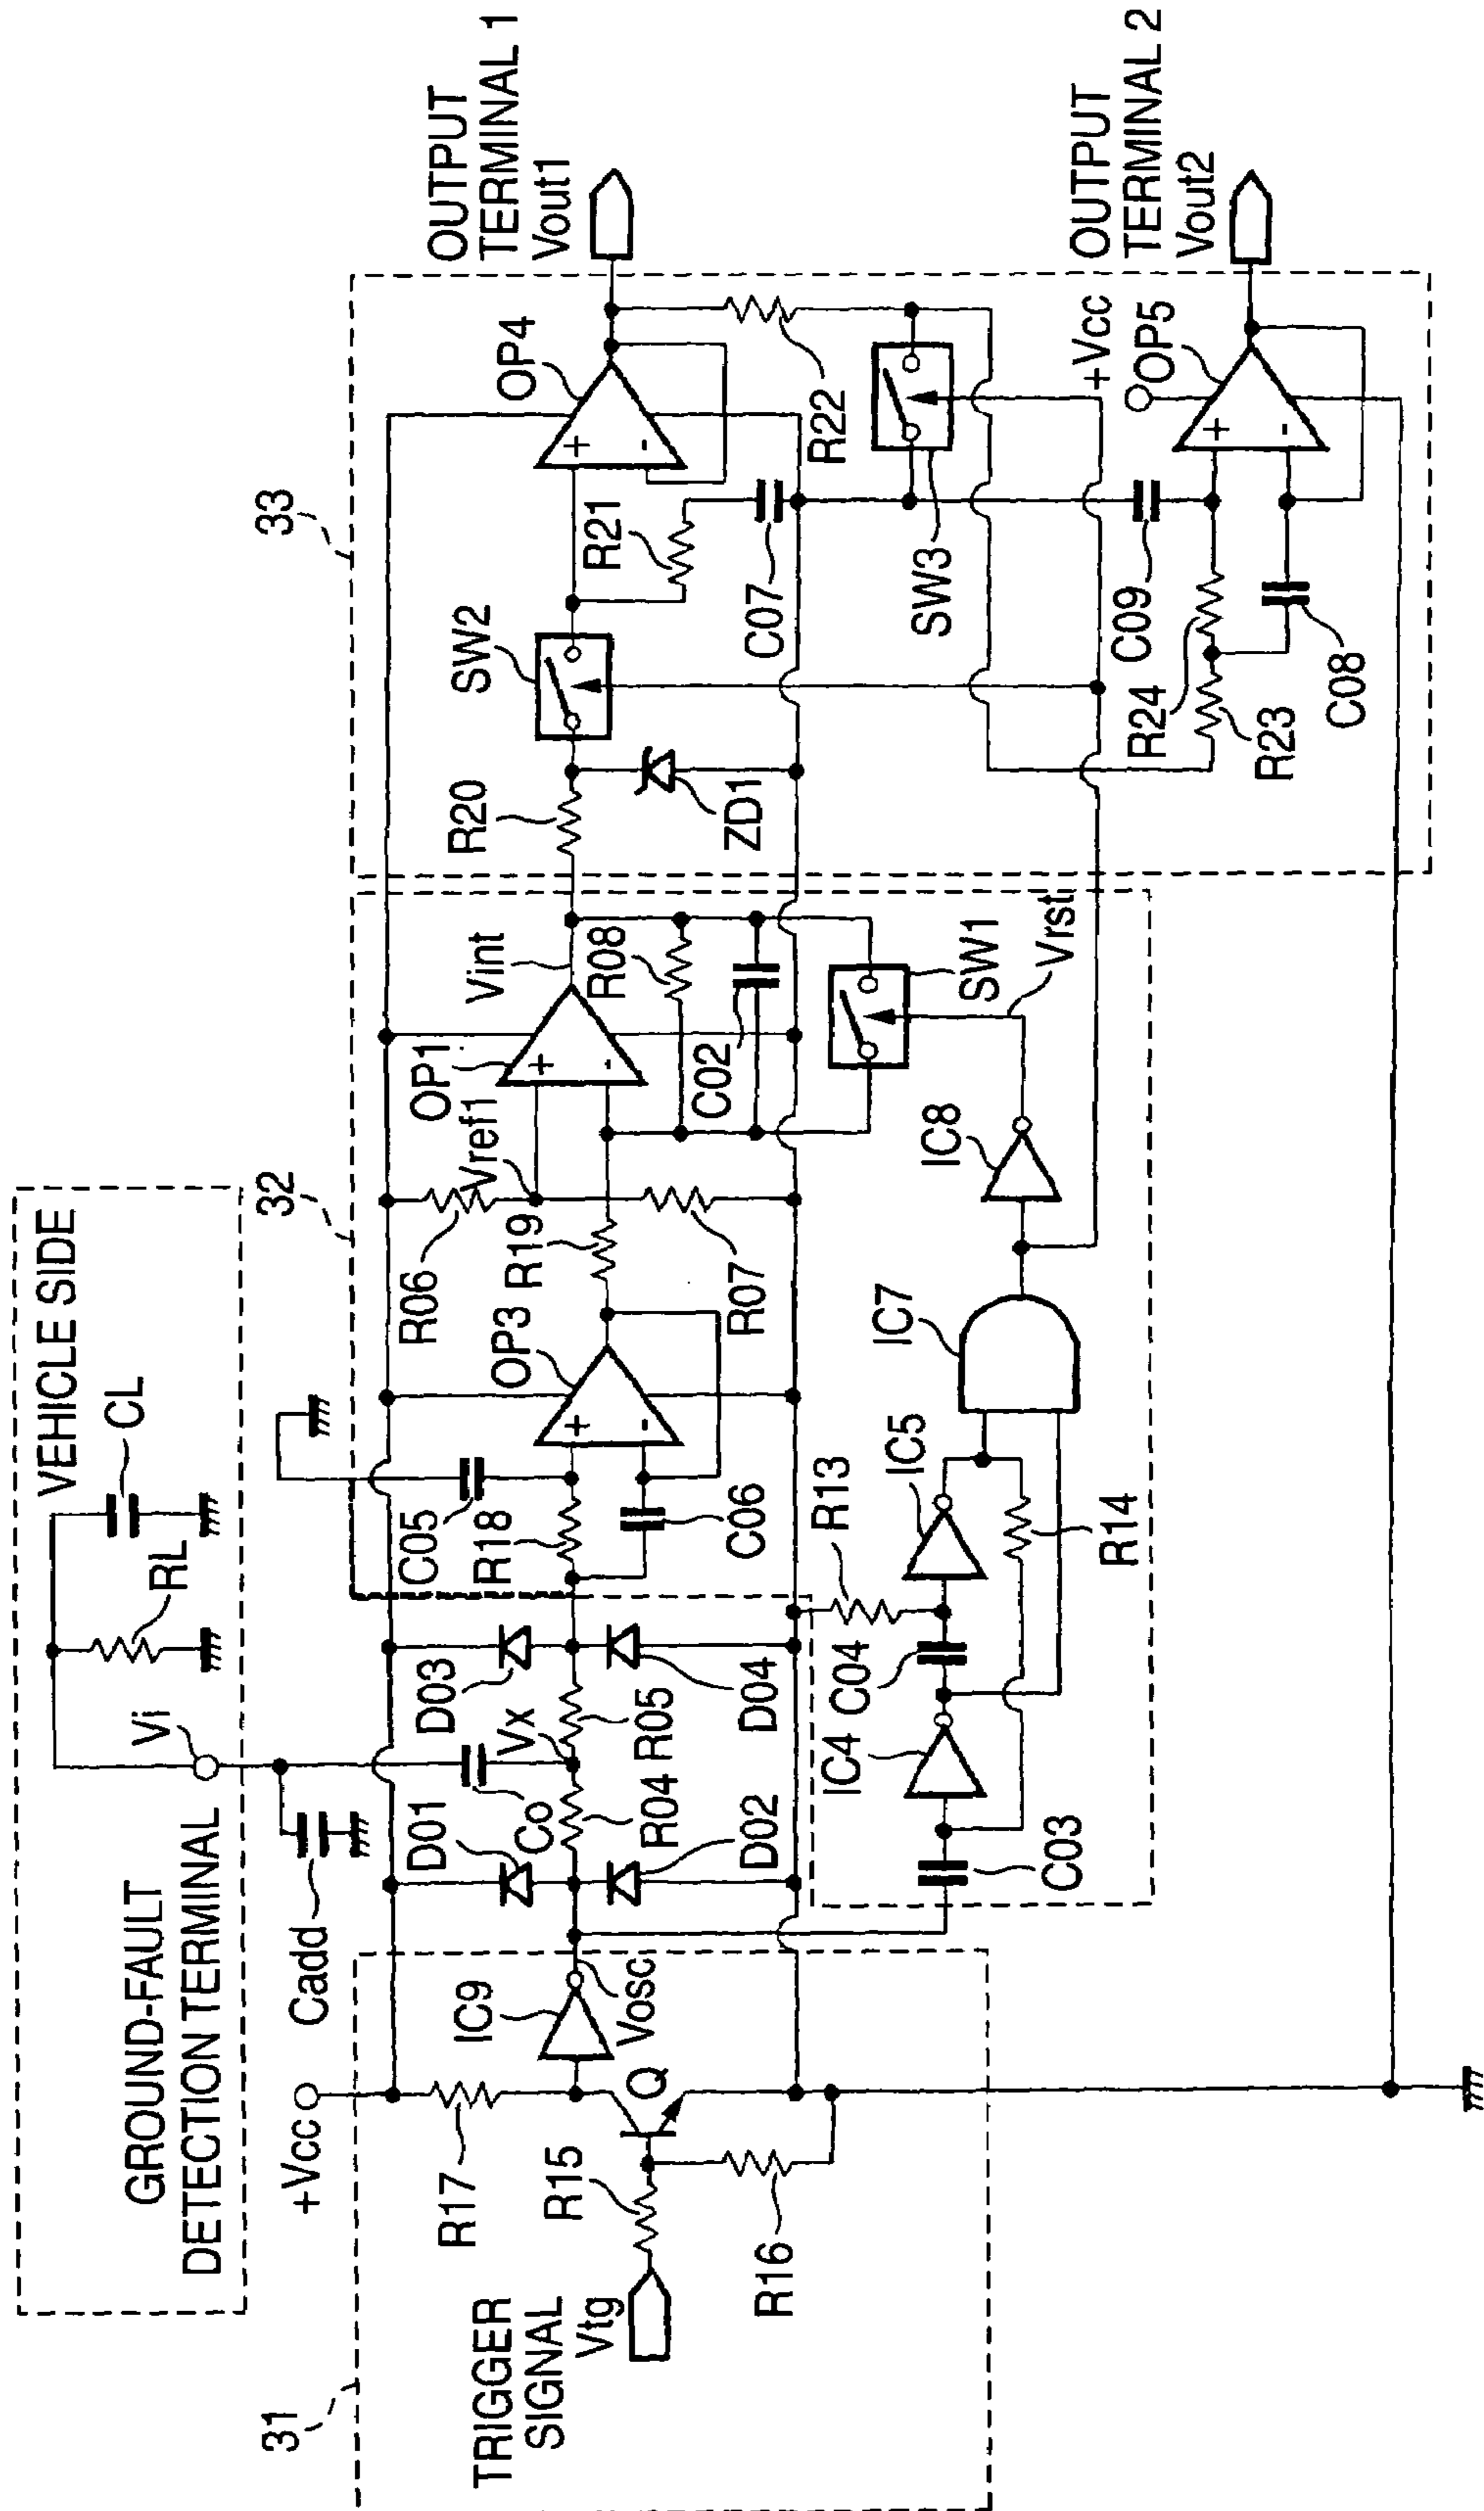 VEHICLE SIDE
GROUND-FAULT
DETECTION TERMINAL
Vi
RL
CL
31
32
33
+Vcc
Cadd
TRIGGER
SIGNAL
Vtg
R15
R16
R17
Q
IC9
Vosc
D01
D02
Co
Vx
R04
R05
D03
D04
C05
R18
C06
OP3
R06
R19
R07
Vref1
OP1
Vint
R08
C02
SW1
Vrst
C03
IC4
C04
R13
IC5
R14
IC7
IC8
R20
ZD1
SW2
R21
C07
OP4
R22
SW3
OUTPUT
TERMINAL 1
Vout1
+Vcc
OP5
C09
R24
R23
C08
OUTPUT
TERMINAL 2
Vout2
+
-
+
-
+
-
+
-